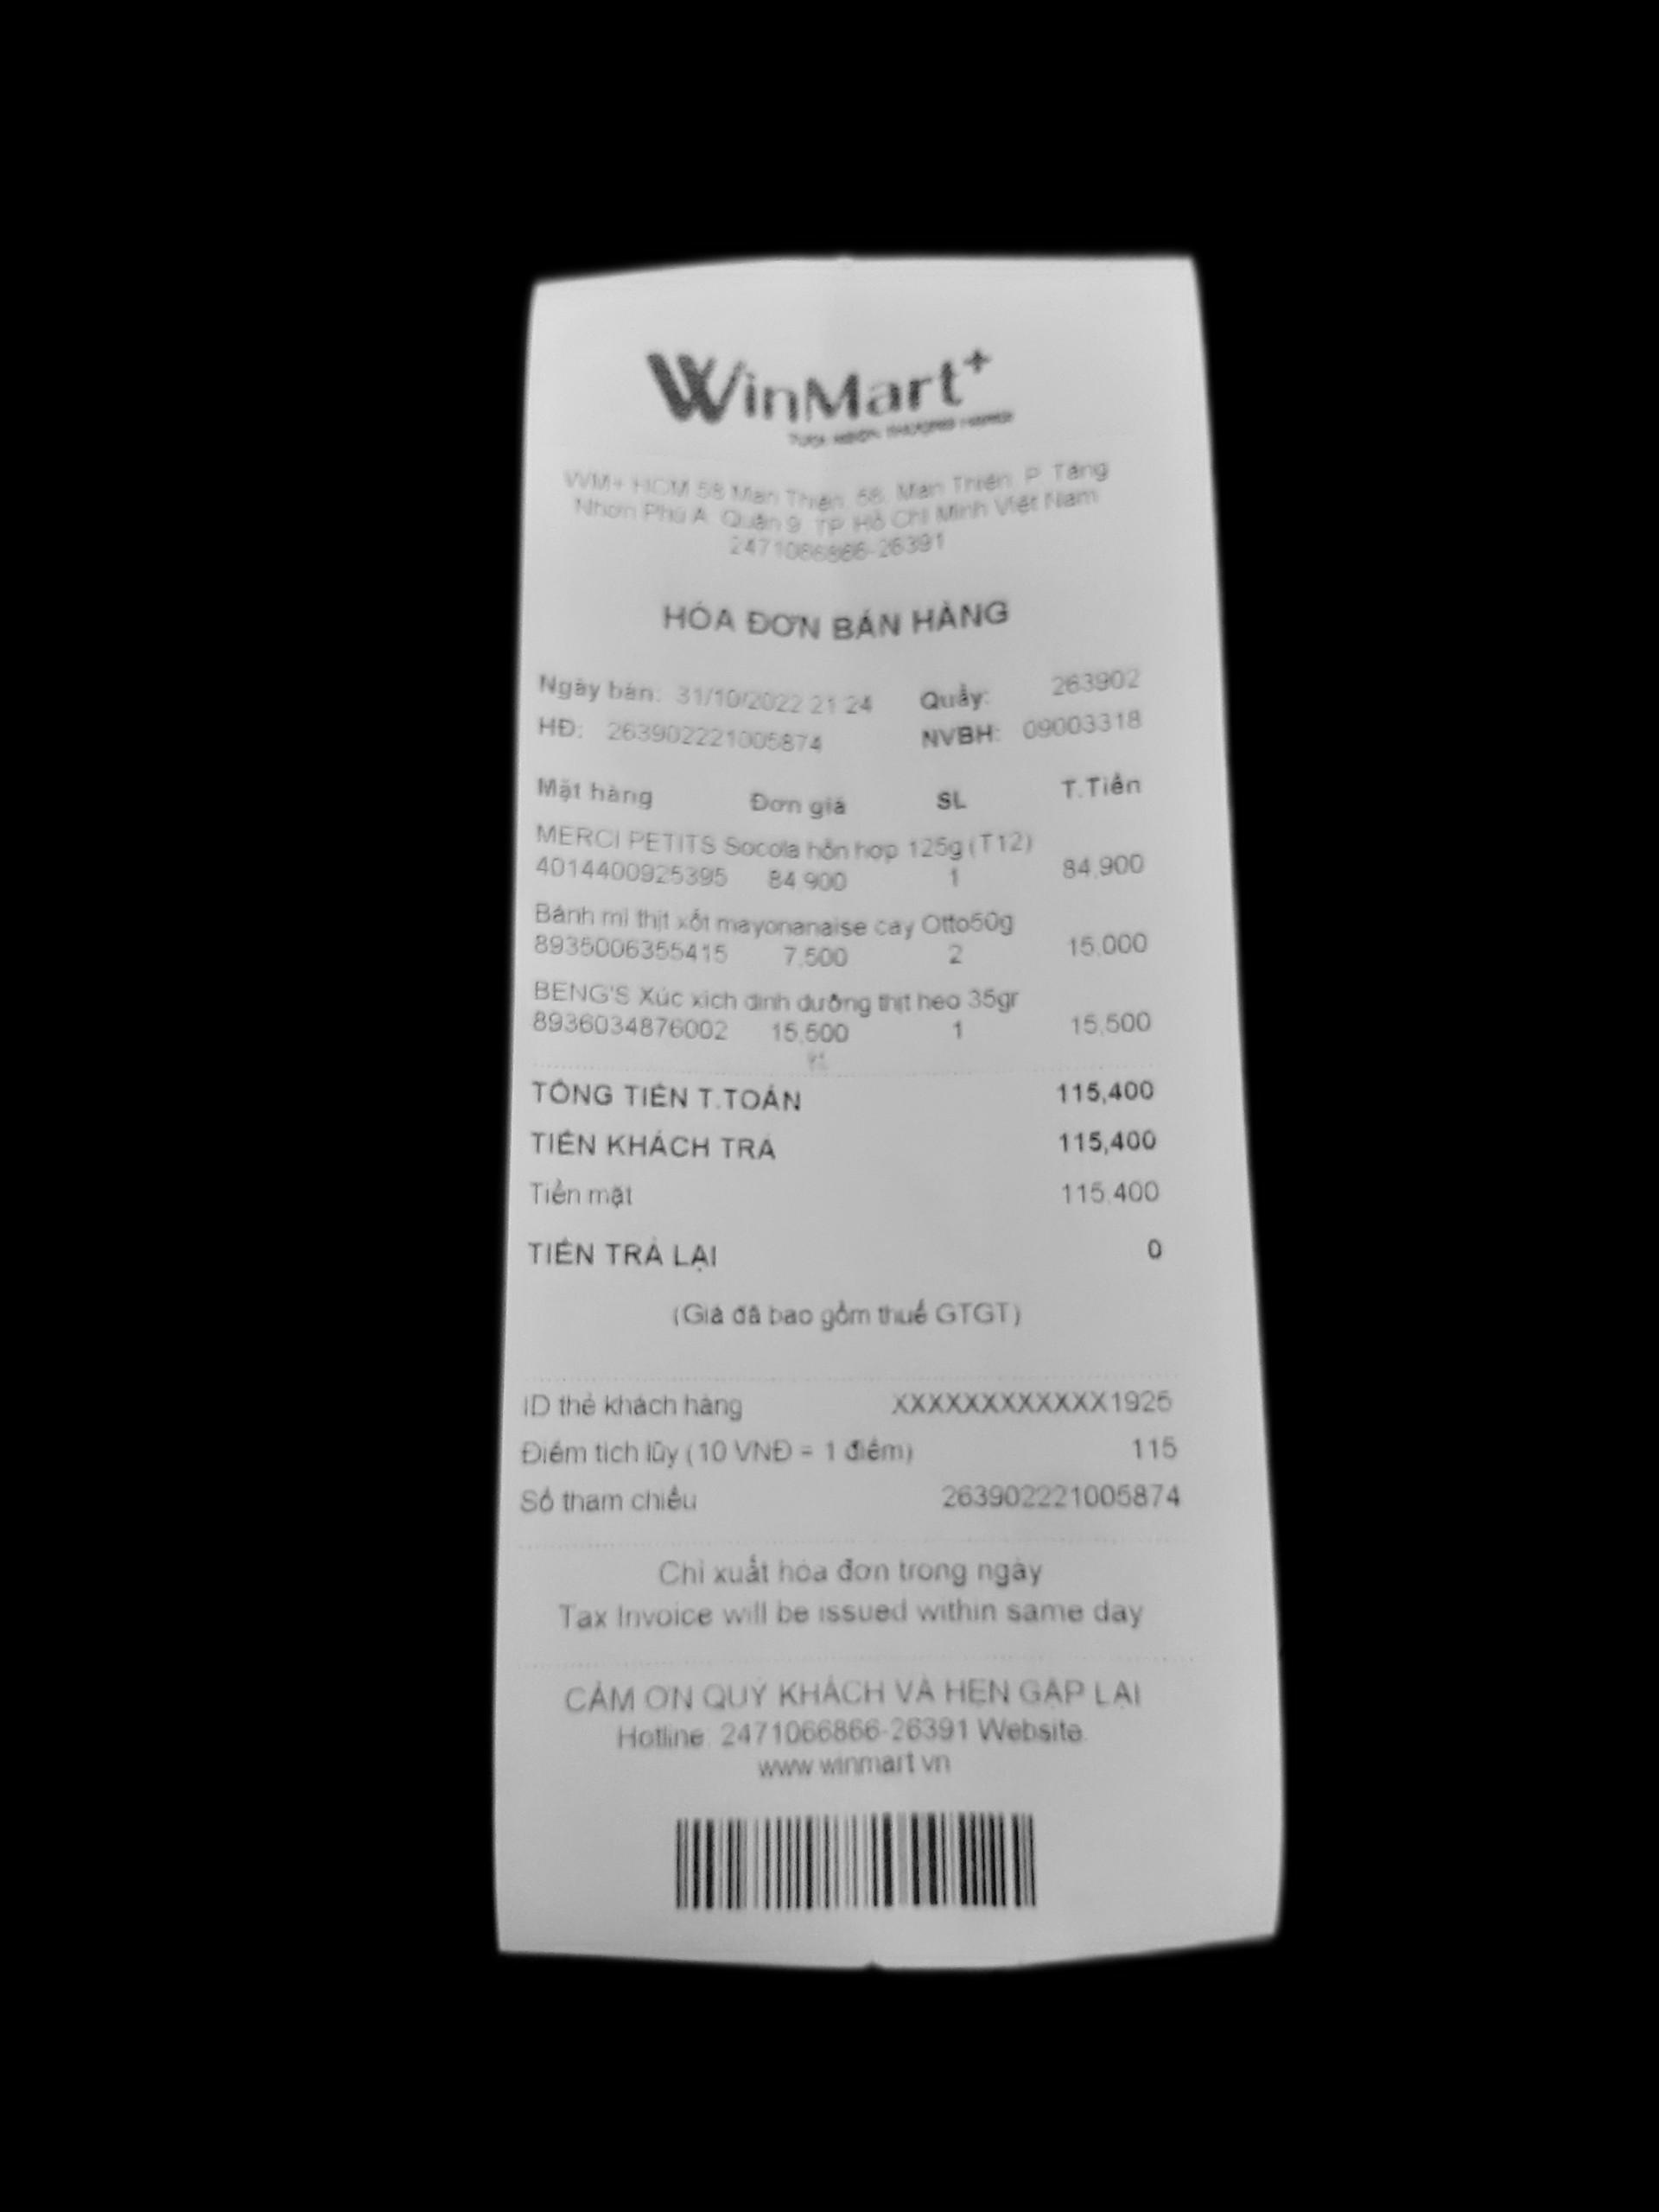 WinMart+
WM+ HCM 58 Man Thiện, 58, Man Thiện, P. Tăng
Nhơn Phú A, Quận 9, TP. Hồ Chí Minh Việt Nam
2471066866-26391
HÓA ĐƠN BÁN HÀNG
Ngày bán: 31/10/2022 21:24 Quầy: 263902
HĐ: 263902221005874 NVBH: 09003318
Mặt hàng Đơn giá SL T.Tiền
MERCI PETITS Socola hỗn hợp 125g (T12)
4014400925395 84,900 1 84,900
Bánh mì thịt xốt mayonanaise cay Otto50g
8935006355415 7,500 2 15,000
BENG'S Xúc xích dinh dưỡng thịt heo 35gr
8936034876002 15,500 1 15,500
TỔNG TIỀN T.TOÁN 115,400
TIỀN KHÁCH TRẢ 115,400
Tiền mặt 115,400
TIỀN TRẢ LẠI 0
(Giá đã bao gồm thuế GTGT)
ID thẻ khách hàng XXXXXXXXXXXX1925
Điểm tích lũy (10 VNĐ = 1 điểm) 115
Số tham chiếu 263902221005874
Chỉ xuất hóa đơn trong ngày
Tax Invoice will be issued within same day
CẢM ƠN QUÝ KHÁCH VÀ HẸN GẶP LẠI
Hotline: 2471066866-26391 Website:
www.winmart.vn